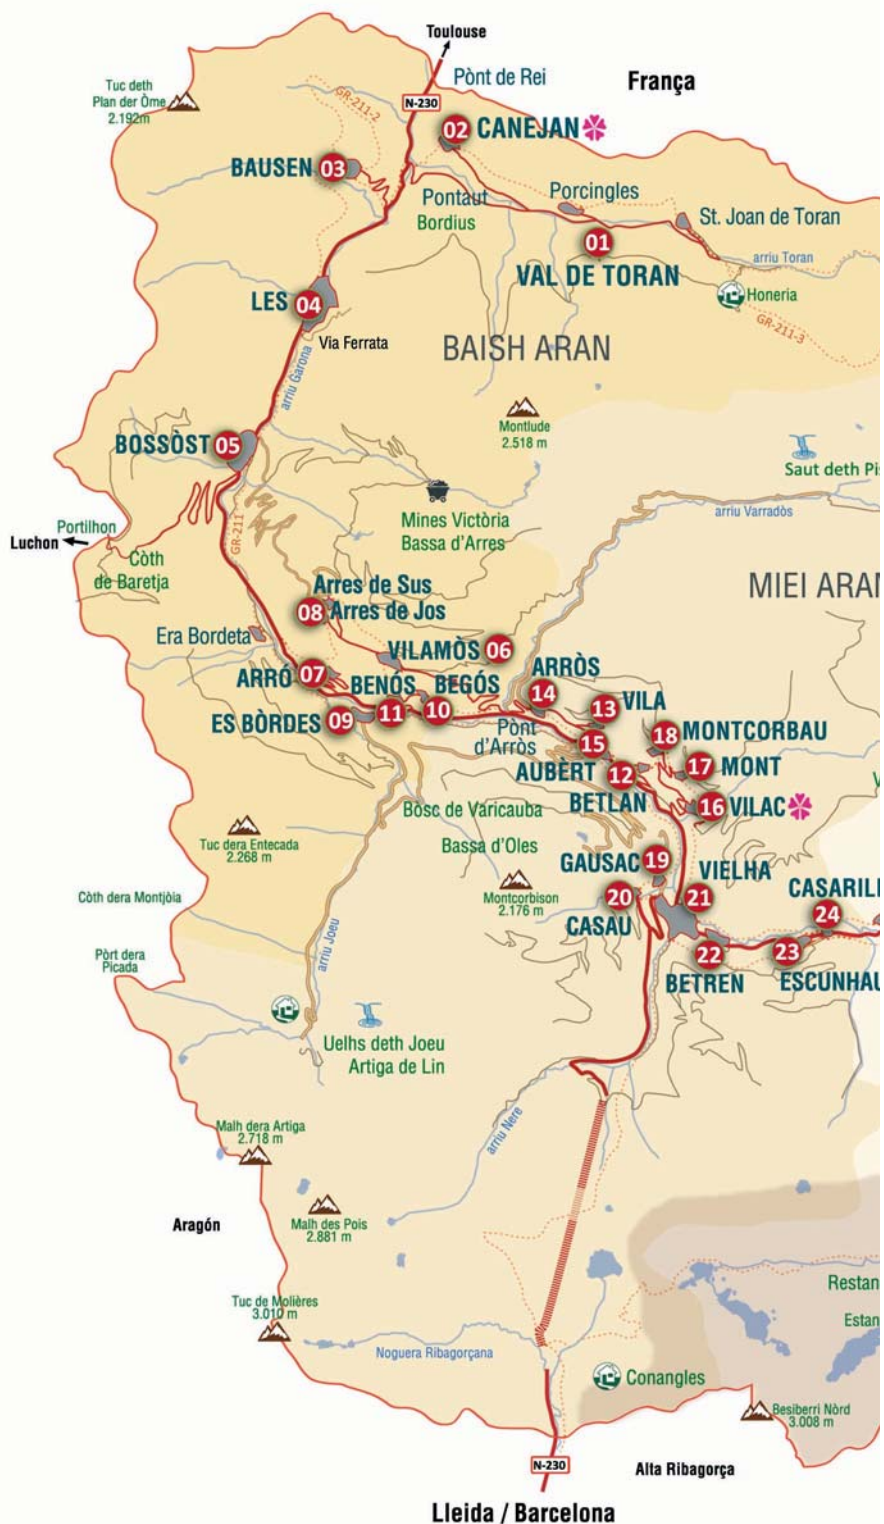 Toulouse
Pònt de Rei
França
Tuc deth
Plan der Òme
2.192m
GR-211-2
N-230
02 CANEJAN
BAUSEN 03
Pontaut
Bordius
Porcingles
St. Joan de Toran
01
VAL DE TORAN
arriu Toran
Honeria
GR-211-3
LES 04
Via Ferrata
arriu Garona
BAISH ARAN
Montlude
2.518 m
BOSSÒST 05
Saut deth Pis
Mines Victòria
Bassa d'Arres
arriu Varradòs
Portilhon
Luchon
GR-211
Còth
de Baretja
MIEI ARAN
Arres de Sus
08 Arres de Jos
Era Bordeta
VILAMÒS 06
ARRÒS
14
ARRÓ 07
BENÓS
11
BEGÓS
10
ES BÒRDES
09
VILA
13
18 MONTCORBAU
Pònt
d'Arròs
15
AUBÈRT
12
BETLAN
17 MONT
16 VILAC
Bòsc de Varicauba
Bassa d'Oles
Tuc dera Entecada
2.268 m
GAUSAC 19
VIELHA
21
Montcorbison
2.176 m
20
CASAU
CASARILH
24
Còth dera Montjòia
22
BETREN
23
ESCUNHAU
Pòrt dera
Picada
arriu Joeu
Uelhs deth Joeu
Artiga de Lin
arriu Nere
Malh dera Artiga
2.718 m
Aragón
Malh des Pois
2.881 m
Restan
Tuc de Molières
3.010 m
Estan
Noguera Ribagorçana
Conangles
Besiberri Nòrd
3.008 m
N-230
Alta Ribagorça
Lleida / Barcelona